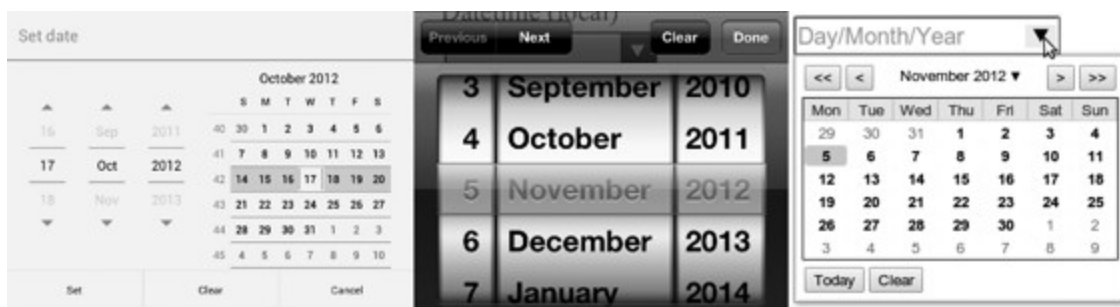 Set date
October 2012
S M T W T F S
16 Sep 2011
40 30 1 2 3 4 5 6
41 7 8 9 10 11 12 13
17 Oct 2012
42 14 15 16 17 18 19 20
18 Nov 2013
43 21 22 23 24 25 26 27
44 28 29 30 31 1 2 3
45 4 5 6 7 8 9 10
Set Clear Cancel
Datetime (local)
Previous Next Clear Done
3 September 2010
4 October 2011
5 November 2012
6 December 2013
7 January 2014
Day/Month/Year
<< < November 2012 > >>
Mon Tue Wed Thu Fri Sat Sun
29 30 31 1 2 3 4
5 6 7 8 9 10 11
12 13 14 15 16 17 18
19 20 21 22 23 24 25
26 27 28 29 30 1 2
3 4 5 6 7 8 9
Today Clear